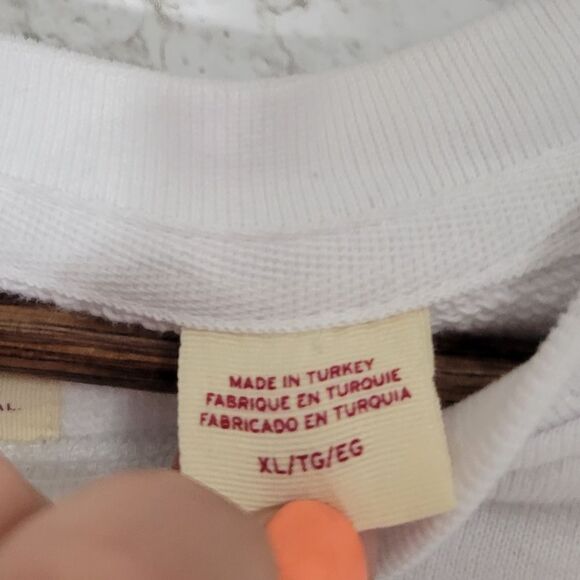 MADE IN TURKEY
FABRIQUE EN TURQUIE
FABRICADO EN TURQUIA
XL/TG/EG